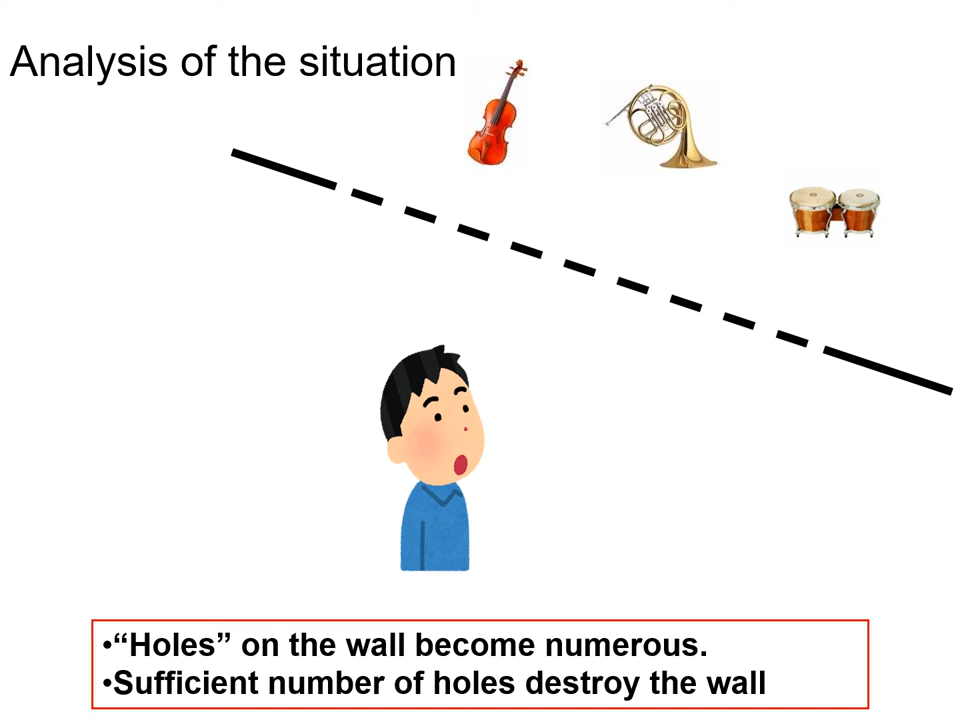 Analysis of the situation
•“Holes” on the wall become numerous.
•Sufficient number of holes destroy the wall